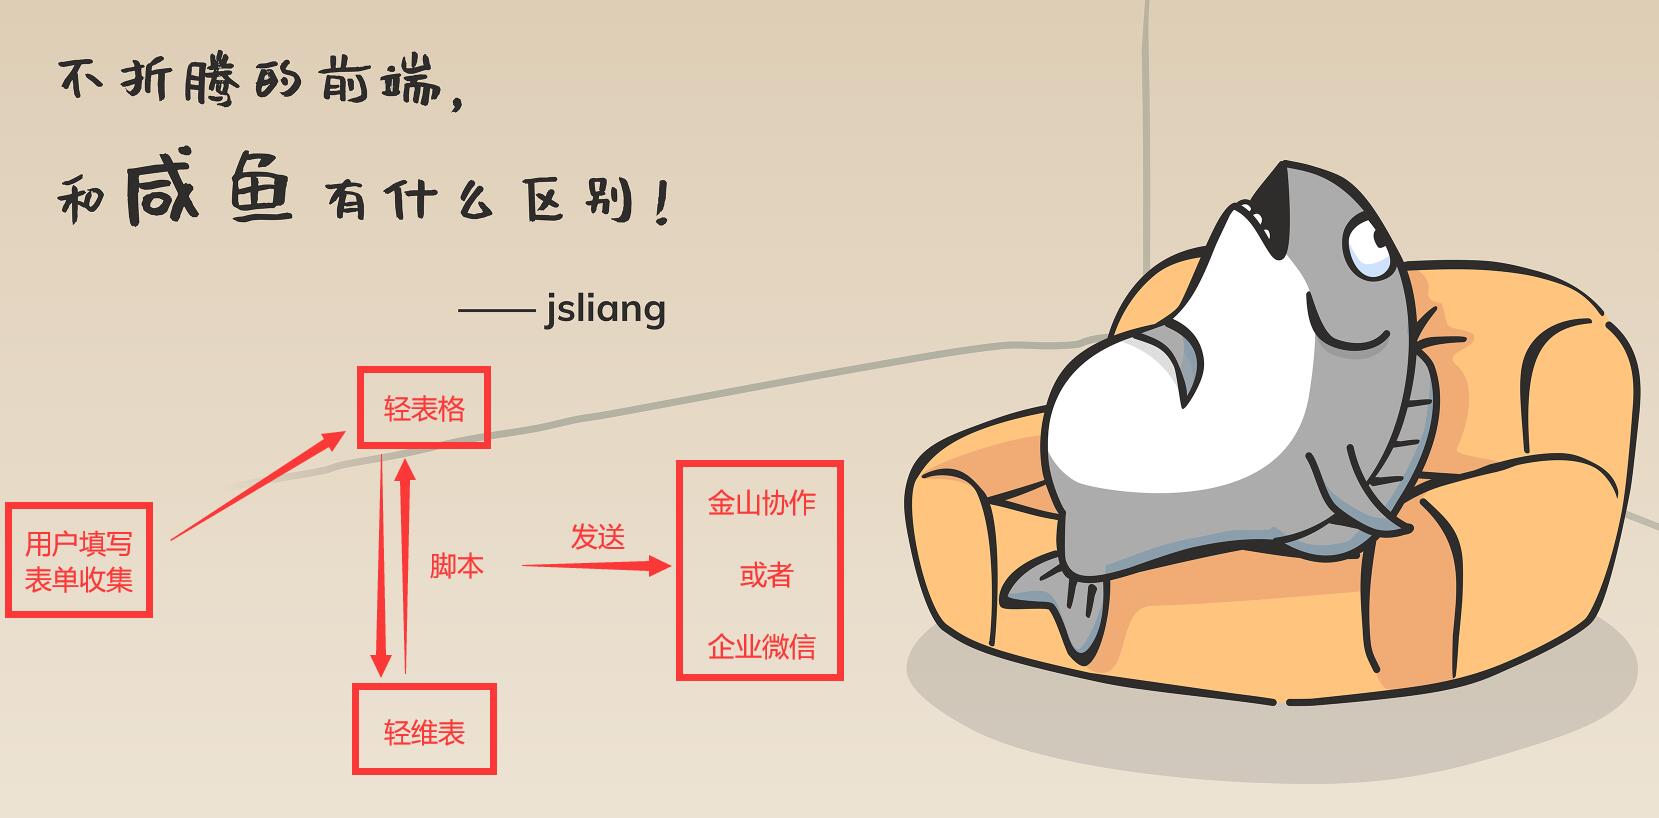 不折腾的前端，
和咸鱼有什么区别！
—— jsliang
轻表格
用户填写
表单收集
脚本
发送
金山协作
或者
企业微信
轻维表